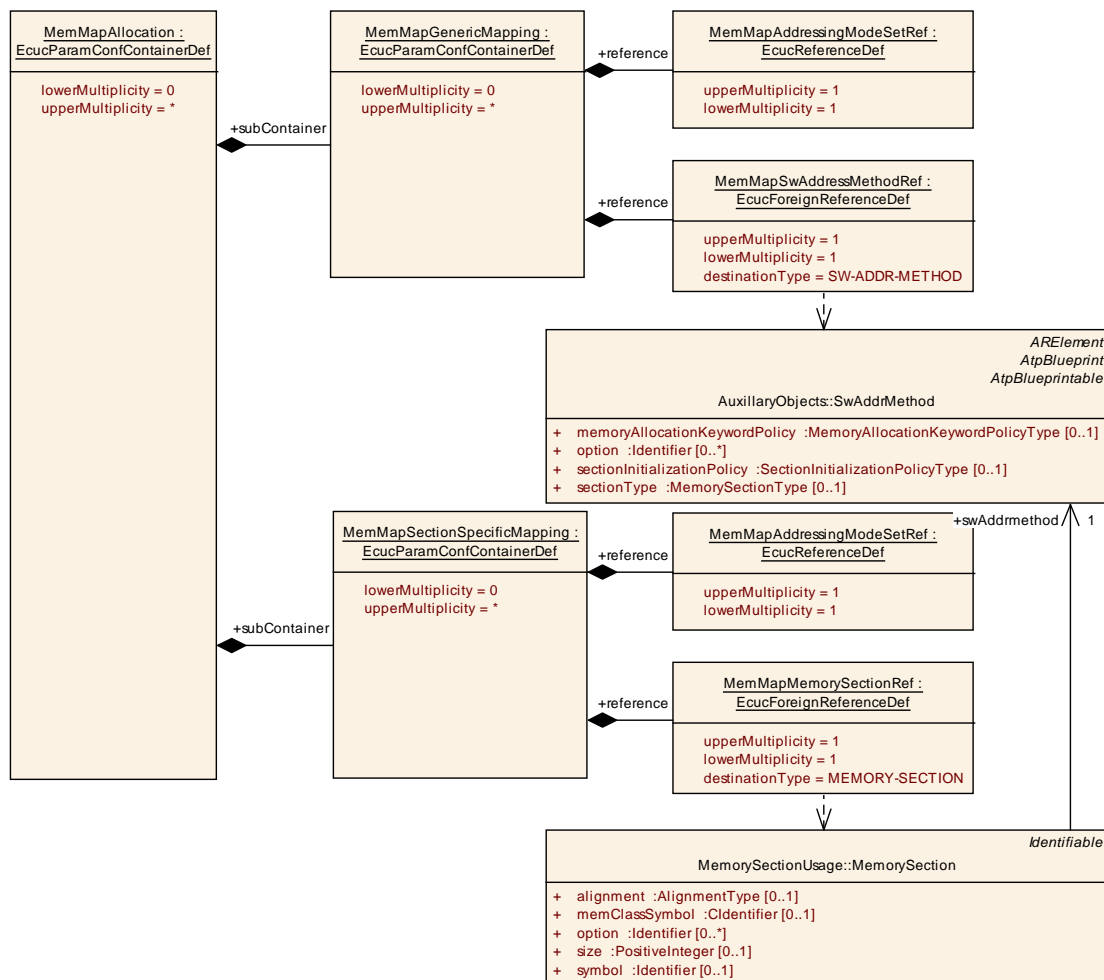 MemMapAllocation :
EcucParamConfContainerDef
lowerMultiplicity = 0
upperMultiplicity = *
+subContainer
MemMapGenericMapping :
EcucParamConfContainerDef
lowerMultiplicity = 0
upperMultiplicity = *
+reference
MemMapAddressingModeSetRef :
EcucReferenceDef
upperMultiplicity = 1
lowerMultiplicity = 1
+reference
MemMapSwAddressMethodRef :
EcucForeignReferenceDef
upperMultiplicity = 1
lowerMultiplicity = 1
destinationType = SW-ADDR-METHOD
ARElement
AtpBlueprint
AtpBlueprintable
AuxillaryObjects::SwAddrMethod
+ memoryAllocationKeywordPolicy :MemoryAllocationKeywordPolicyType [0..1]
+ option :Identifier [0..*]
+ sectionInitializationPolicy :SectionInitializationPolicyType [0..1]
+ sectionType :MemorySectionType [0..1]
+swAddrmethod 1
+subContainer
MemMapSectionSpecificMapping :
EcucParamConfContainerDef
lowerMultiplicity = 0
upperMultiplicity = *
+reference
MemMapAddressingModeSetRef :
EcucReferenceDef
upperMultiplicity = 1
lowerMultiplicity = 1
+reference
MemMapMemorySectionRef :
EcucForeignReferenceDef
upperMultiplicity = 1
lowerMultiplicity = 1
destinationType = MEMORY-SECTION
Identifiable
MemorySectionUsage::MemorySection
+ alignment :AlignmentType [0..1]
+ memClassSymbol :CIdentifier [0..1]
+ option :Identifier [0..*]
+ size :PositiveInteger [0..1]
+ symbol :Identifier [0..1]